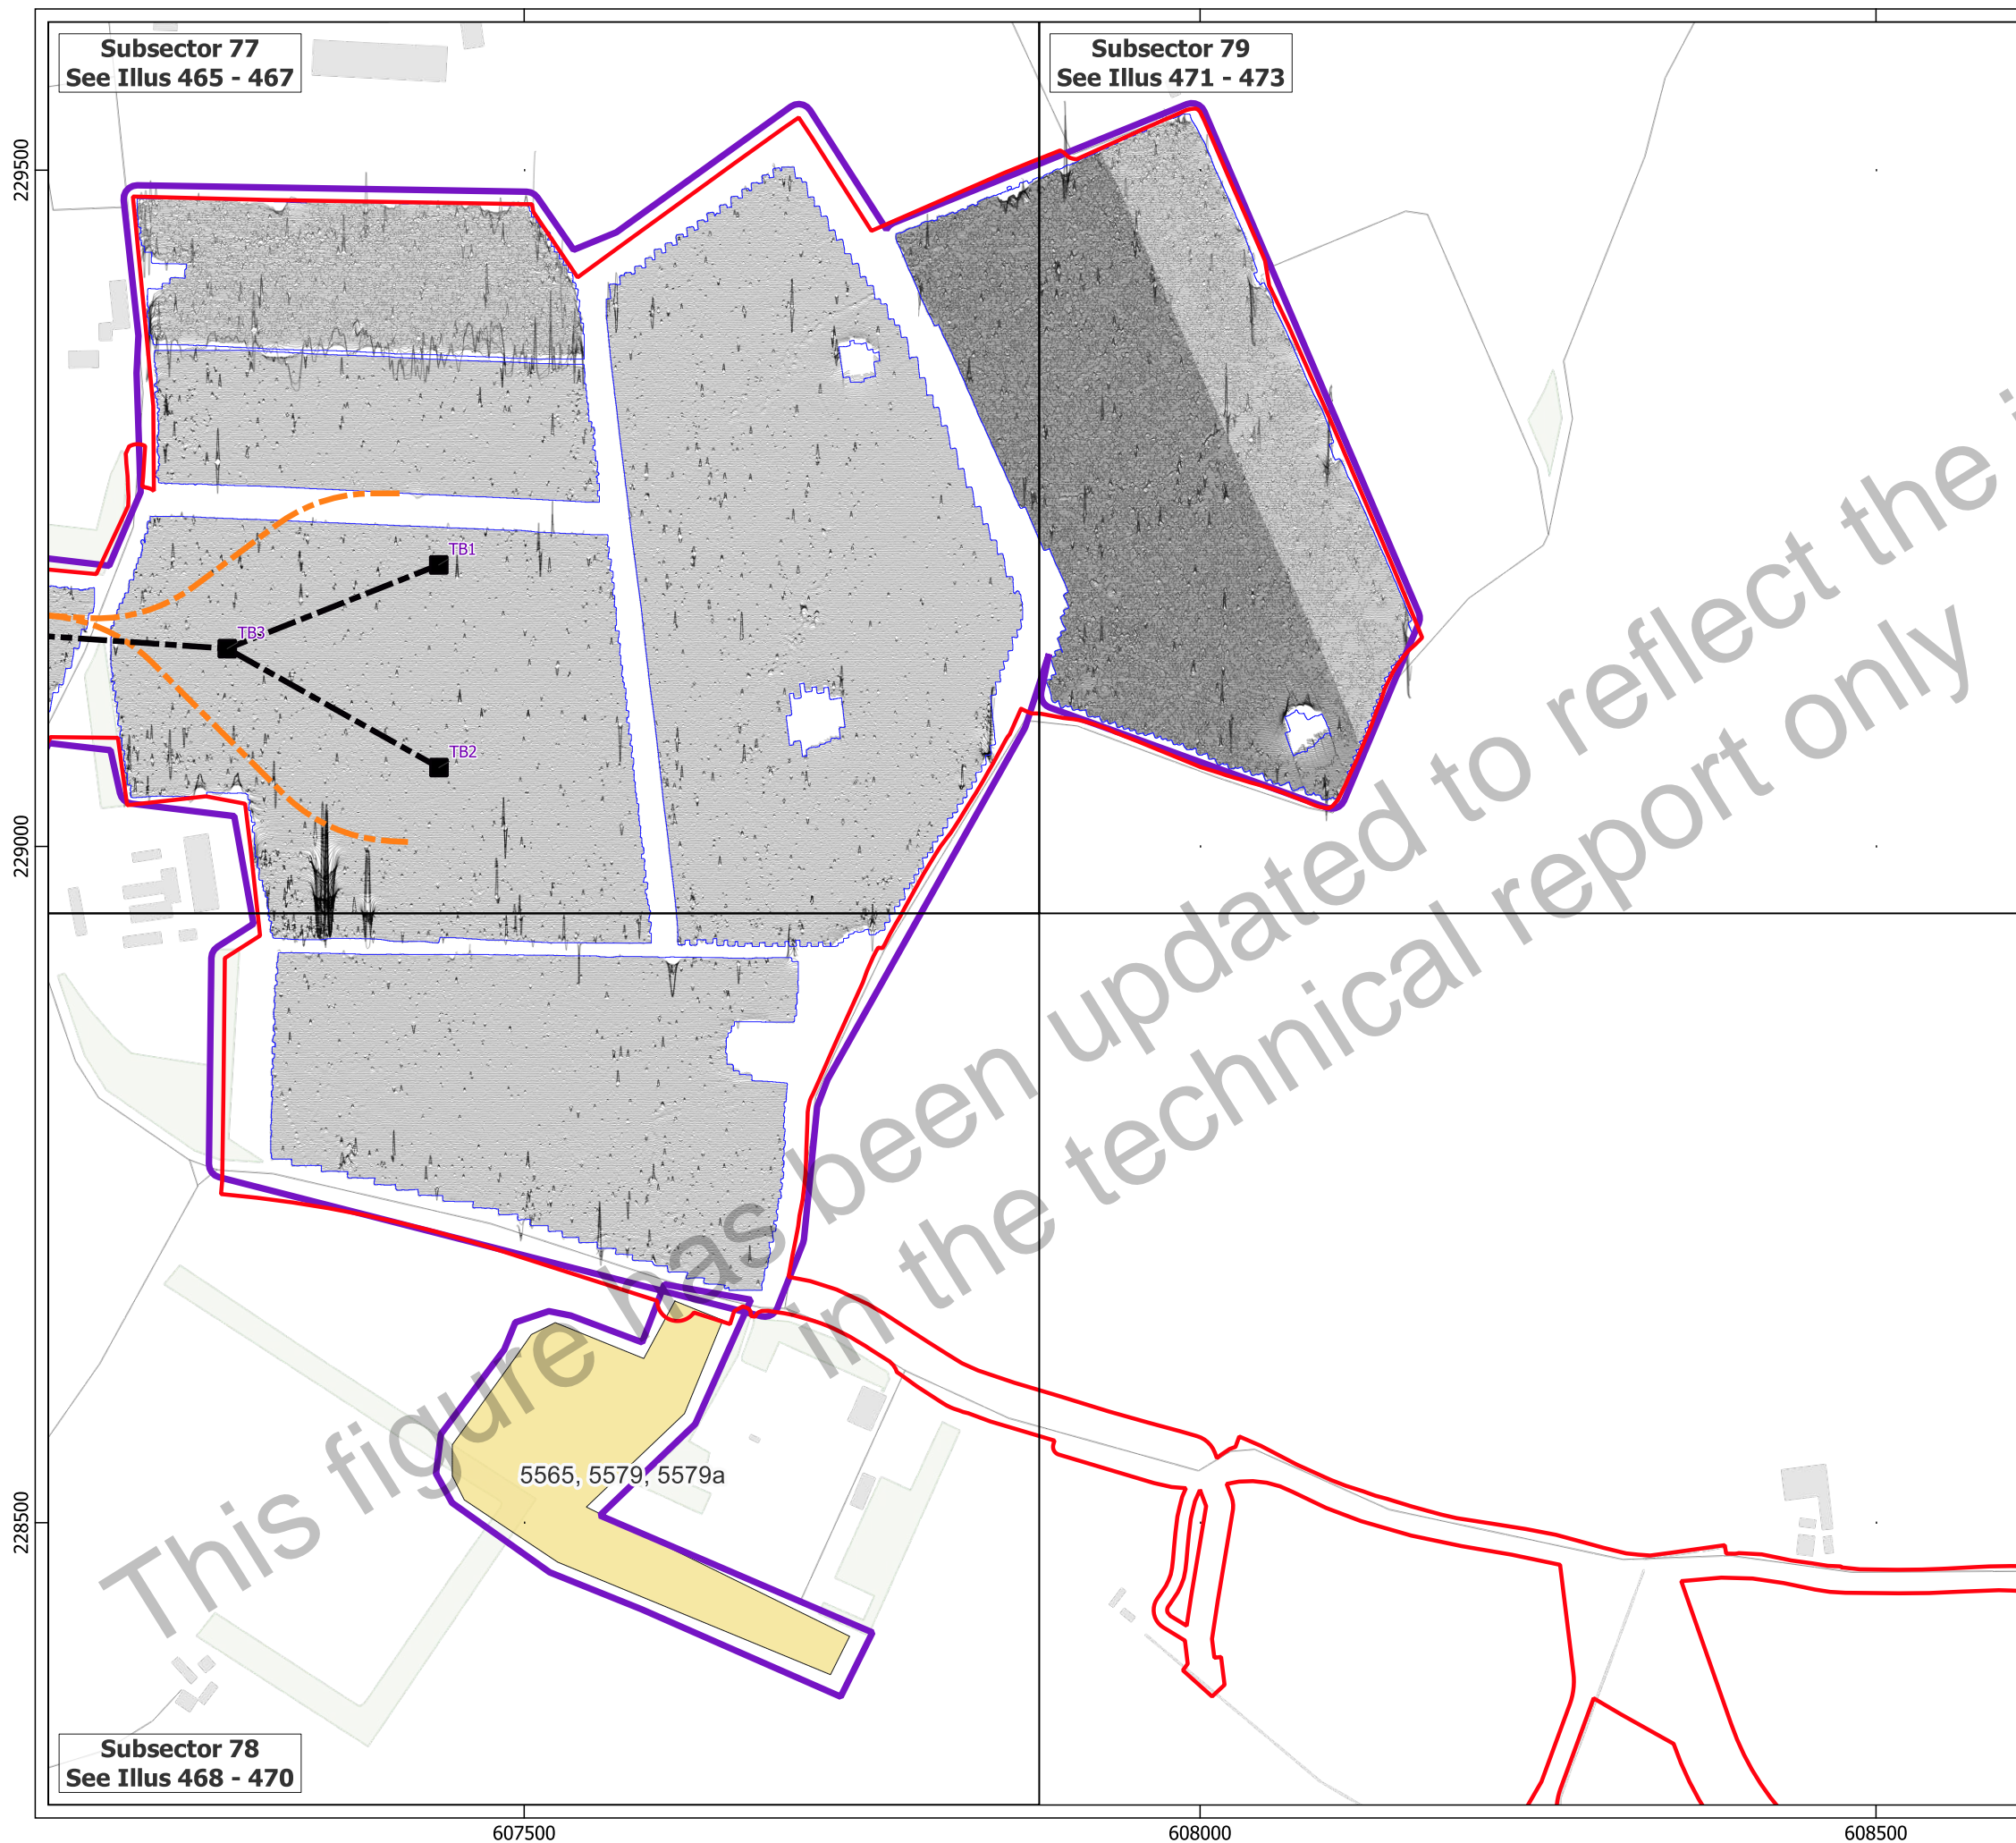 Subsector 77
See Illus 465 - 467
Subsector 79
See Illus 471 - 473
229500
TB1
TB3
TB2
229000
This figure has been updated to reflect the
in the technical report only
5565, 5579, 5579a
228500
Subsector 78
See Illus 468 - 470
607500
608000
608500